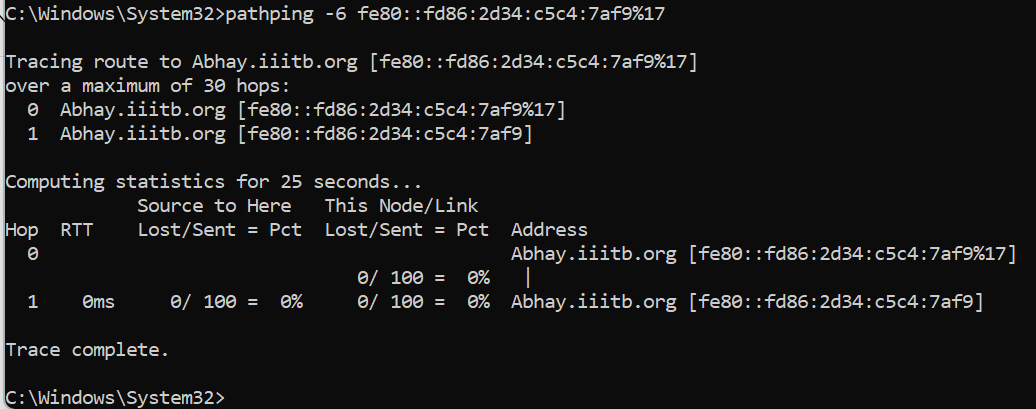 C:\Windows\System32>pathping -6 fe80::fd86:2d34:c5c4:7af9%17
Tracing route to Abhay.iiitb.org [fe80::fd86:2d34:c5c4:7af9%17]
over a maximum of 30 hops:
  0  Abhay.iiitb.org [fe80::fd86:2d34:c5c4:7af9%17]
  1  Abhay.iiitb.org [fe80::fd86:2d34:c5c4:7af9]
Computing statistics for 25 seconds...
            Source to Here   This Node/Link
Hop  RTT    Lost/Sent = Pct  Lost/Sent = Pct  Address
  0                                           Abhay.iiitb.org [fe80::fd86:2d34:c5c4:7af9%17]
                                0/ 100 =  0%   |
  1    0ms     0/ 100 =  0%     0/ 100 =  0%  Abhay.iiitb.org [fe80::fd86:2d34:c5c4:7af9]
Trace complete.
C:\Windows\System32>